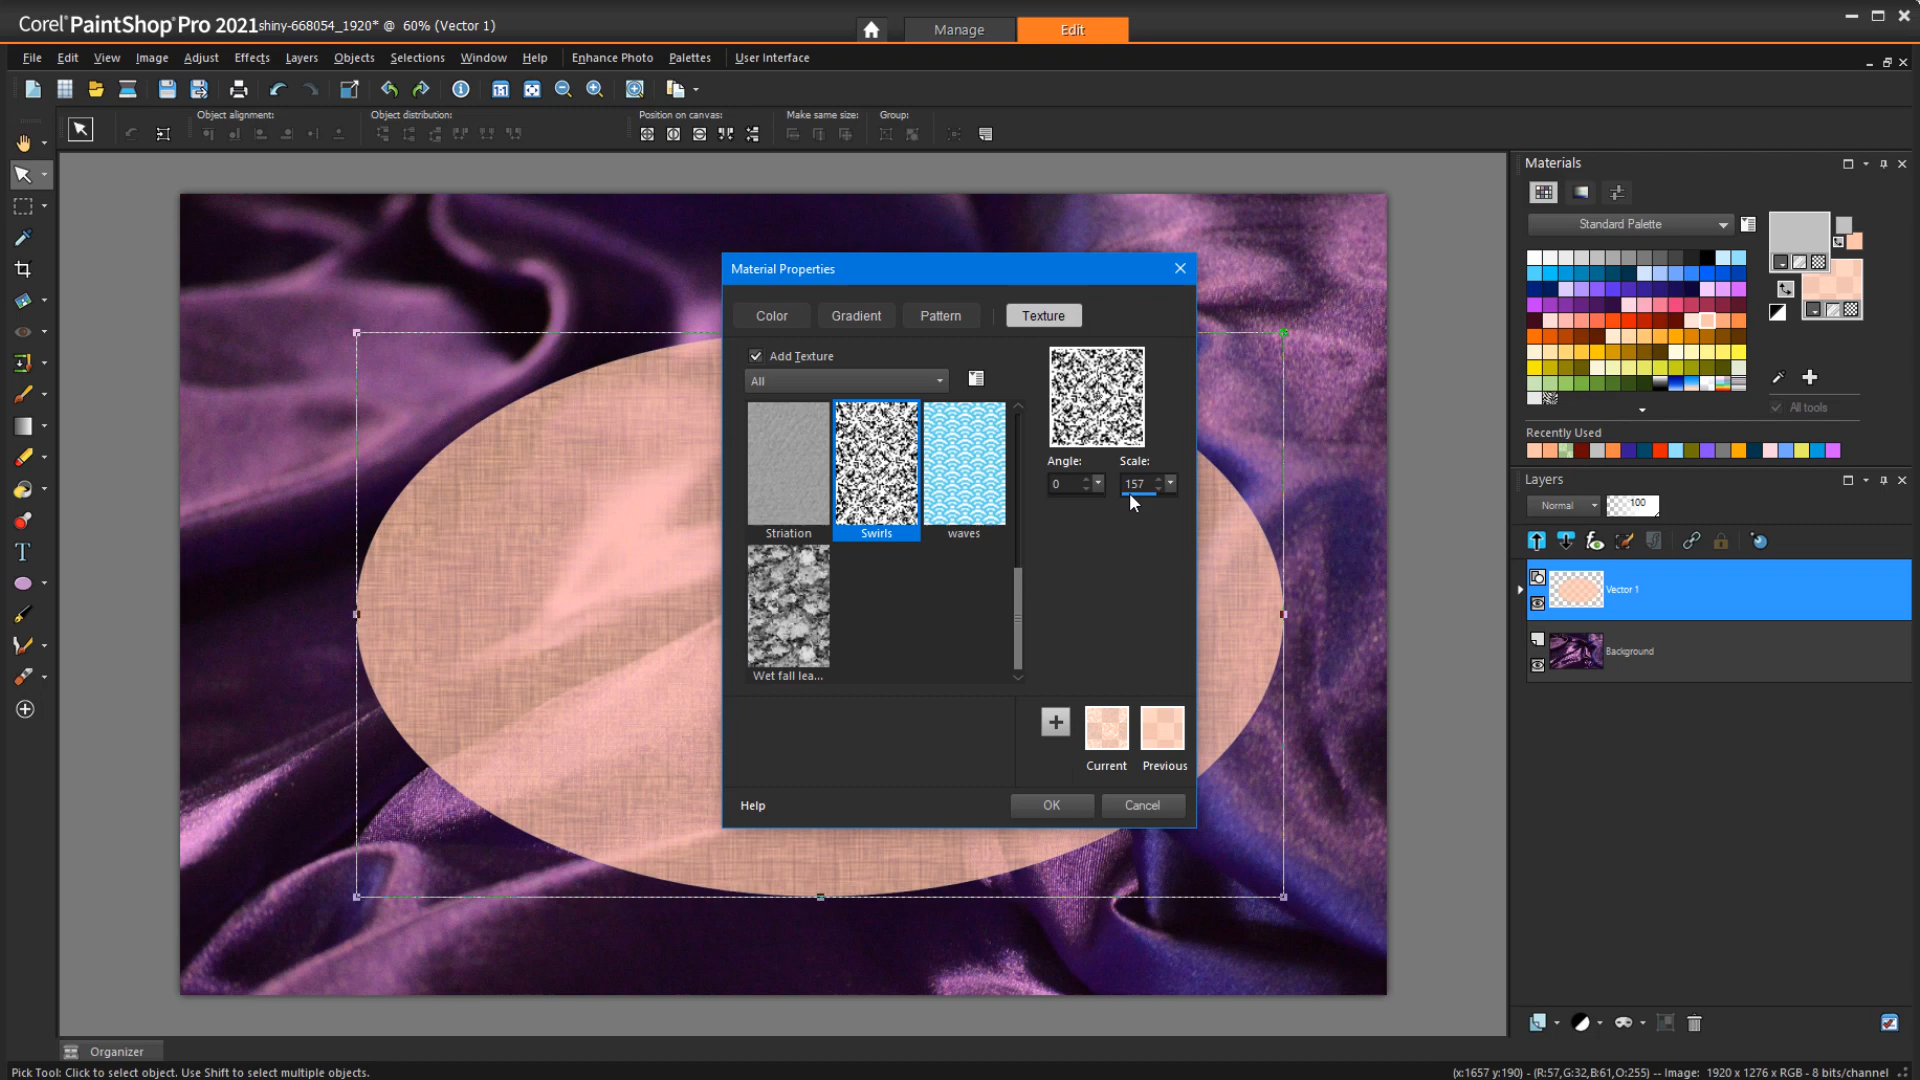 Corel PaintShop Pro 2021 shiny-668054_1920* @ 60% (Vector 1)
Manage
Edit
File Edit View Image Adjust Effects Layers Objects Selections Window Help Enhance Photo Palettes User Interface
Object alignment:
Object distribution:
Position on canvas:
Make same size:
Group:
Materials
Standard Palette
All tools
Recently Used
Layers
Normal
100
Vector 1
Background
Material Properties
Color
Gradient
Pattern
Texture
Add Texture
All
Striation
Swirls
waves
Wet fall lea...
Angle:
Scale:
0
157
Current
Previous
Help
OK
Cancel
Organizer
Pick Tool: Click to select object. Use Shift to select multiple objects.
(x:1657 y:190) - (R:57,G:32,B:61,O:255) -- Image: 1920 x 1276 x RGB - 8 bits/channel